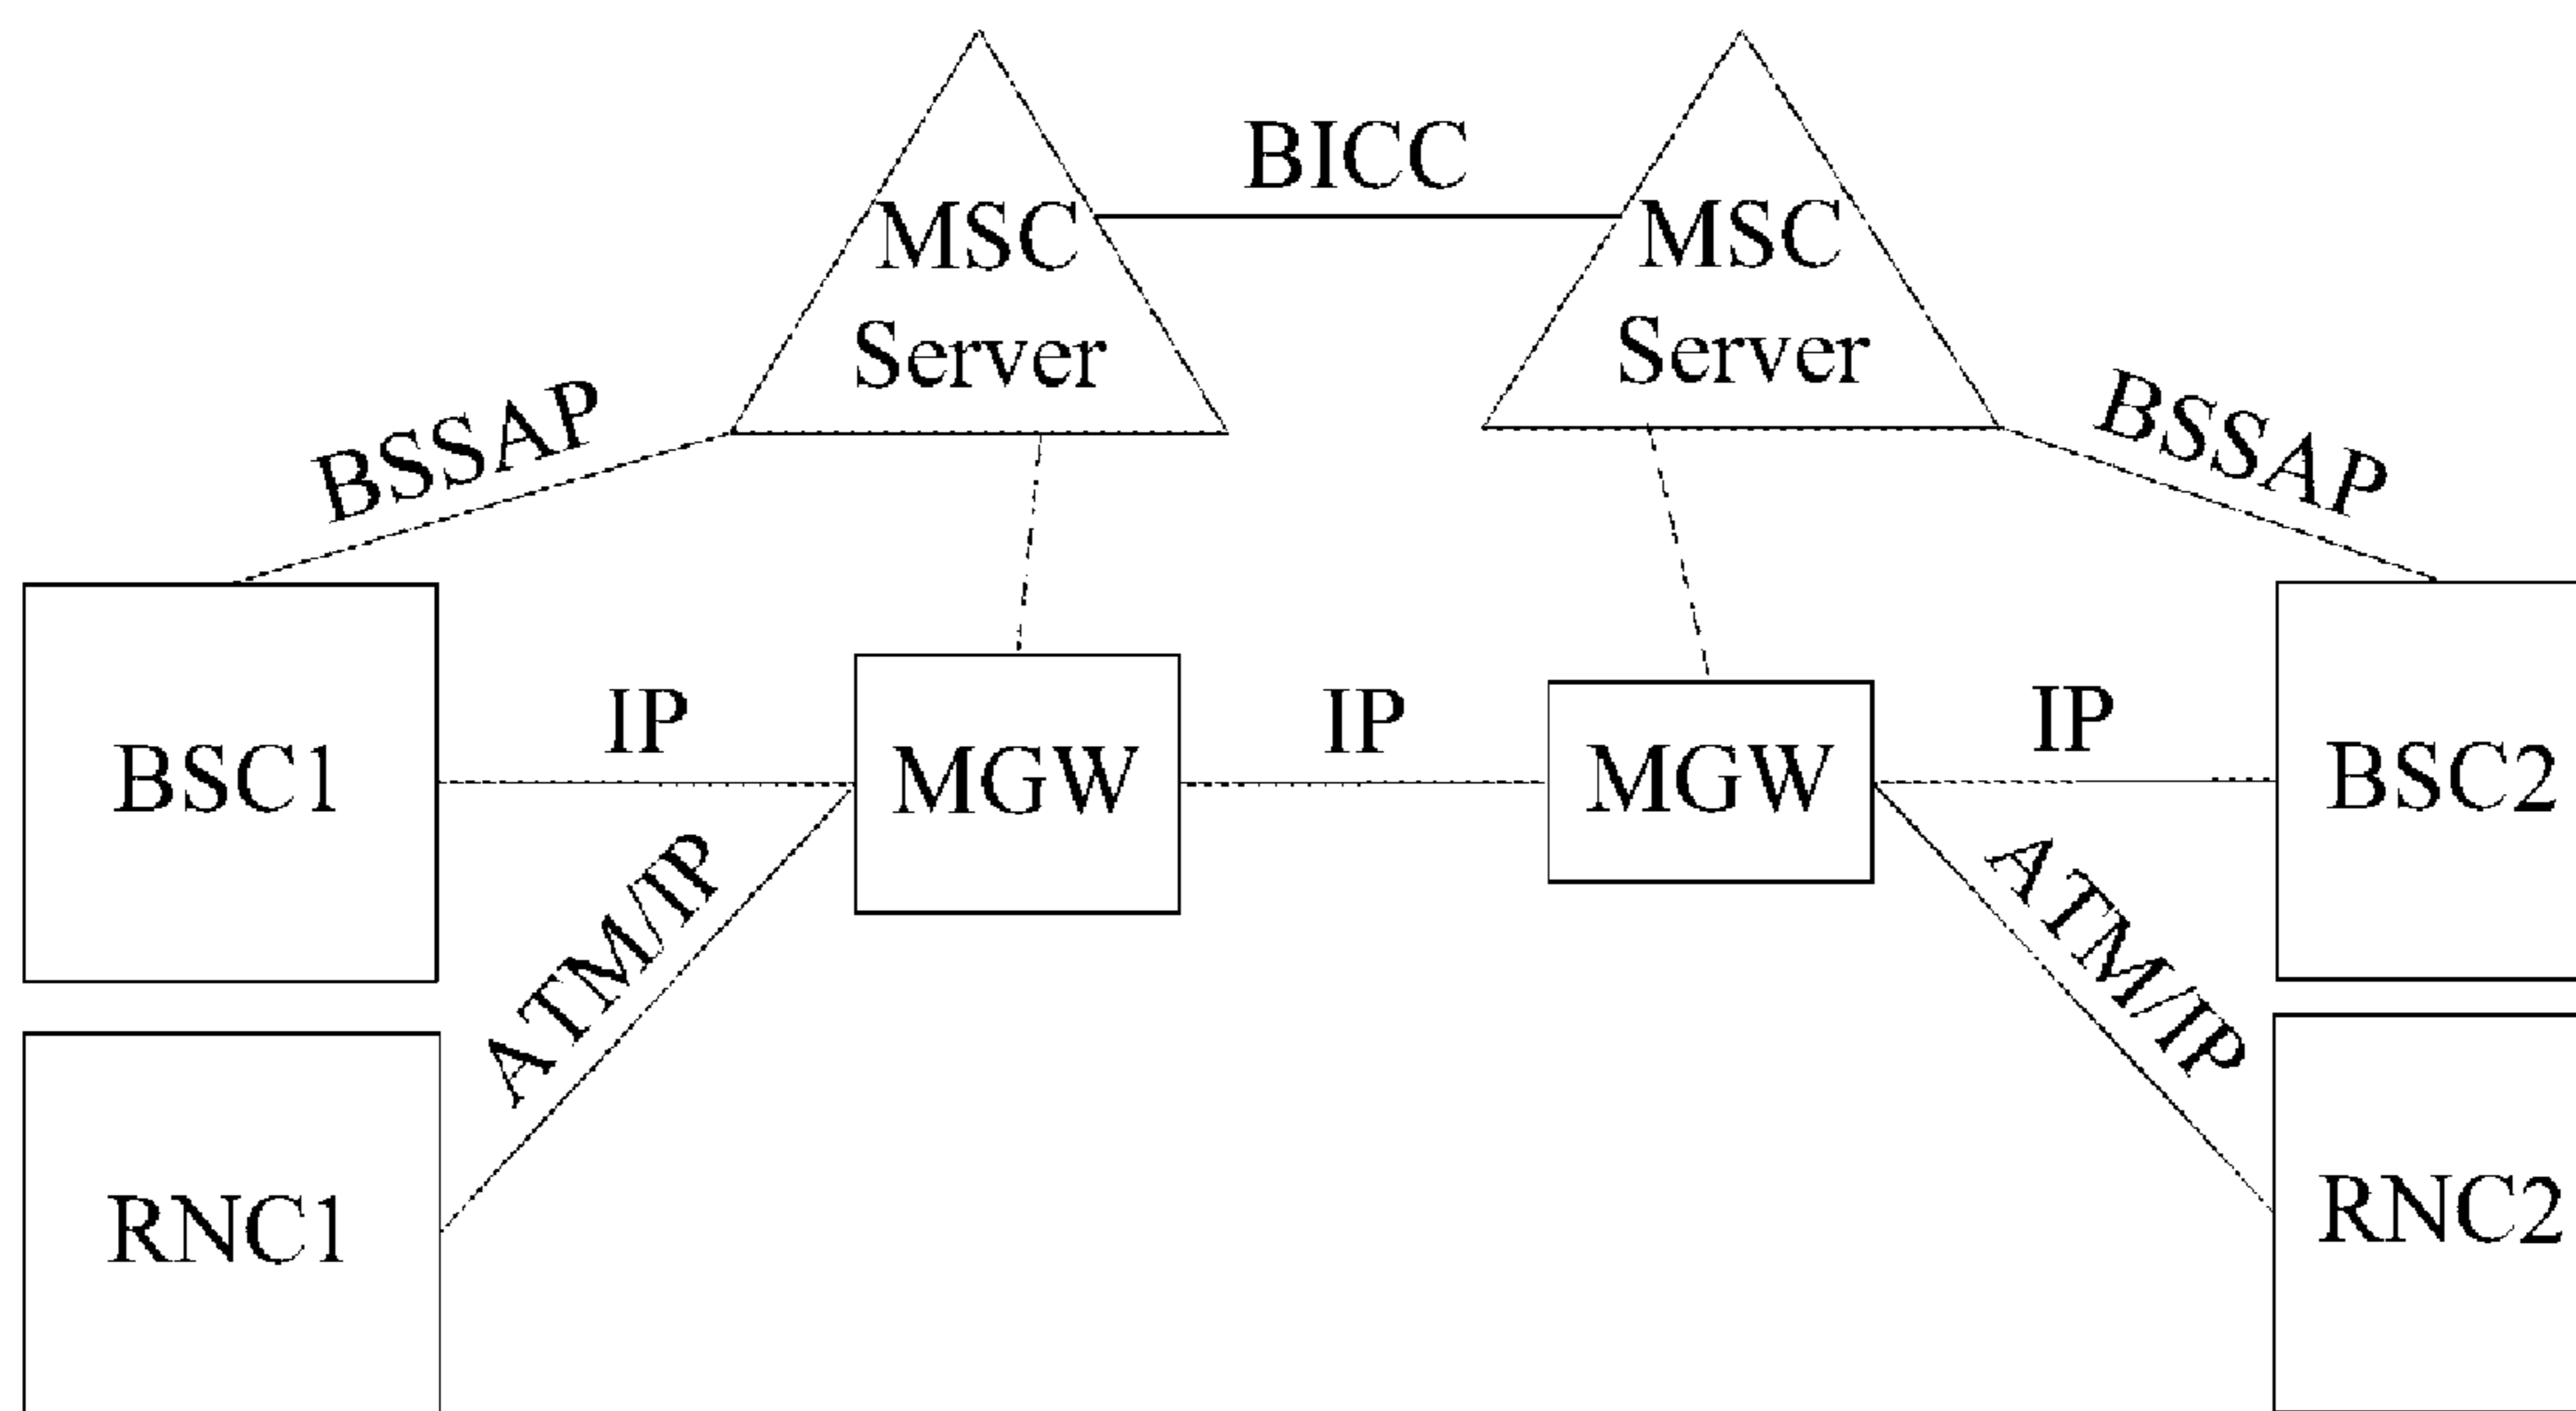 BICC
MSC
Server
MSC
Server
BSSAP
BSSAP
BSC1
IP
MGW
IP
MGW
IP
BSC2
ATM/IP
ATM/IP
RNC1
RNC2